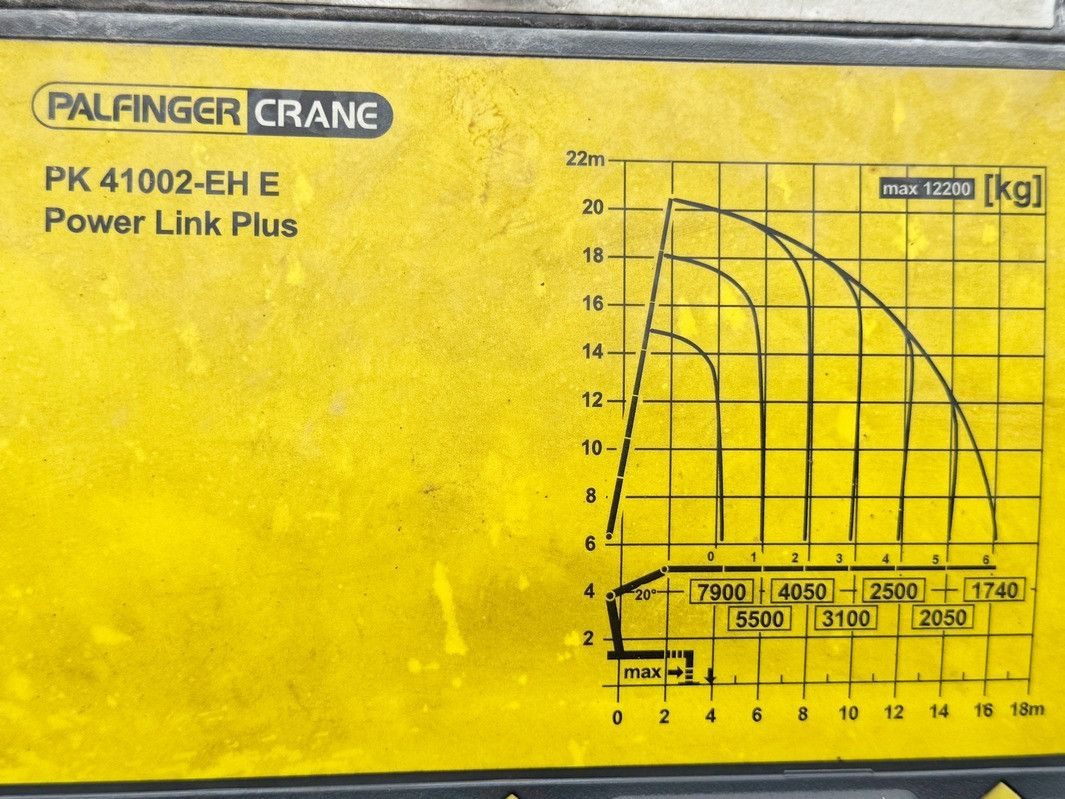 PALFINGER CRANE
PK 41002-EH E
Power Link Plus
22m
max 12200 [kg]
20
18
16
14
12
10
8
6
0 1 2 3 4 5 6
4
20°
7900 4050 2500 1740
5500 3100 2050
2
max
0 2 4 6 8 10 12 14 16 18m